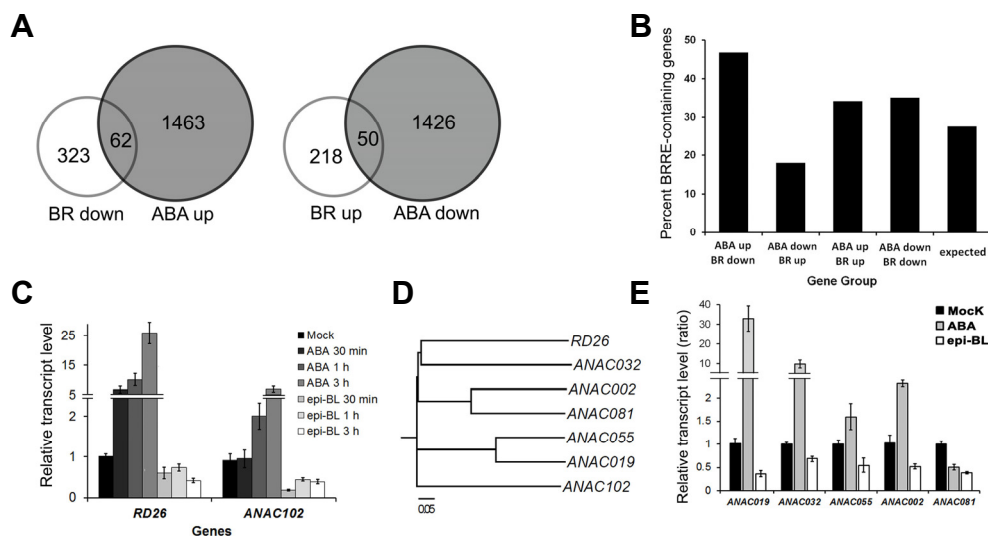 A
1463
62
323
BR down
ABA up
1426
50
218
BR up
ABA down
B
Percent BRRE-containing genes
50
40
30
20
10
0
ABA up
BR down
ABA down
BR up
ABA up
BR up
ABA down
BR down
expected
Gene Group
C
Relative transcript level
25
15
5
2
1
0
Mock
ABA 30 min
ABA 1 h
ABA 3 h
epi-BL 30 min
epi-BL 1 h
epi-BL 3 h
RD26
ANAC102
Genes
D
RD26
ANAC032
ANAC002
ANAC081
ANAC055
ANAC019
ANAC102
0.05
E
Relative transcript level (ratio)
40
30
20
10
2
1
0.5
0
MocK
ABA
epi-BL
ANAC019
ANAC032
ANAC055
ANAC002
ANAC081